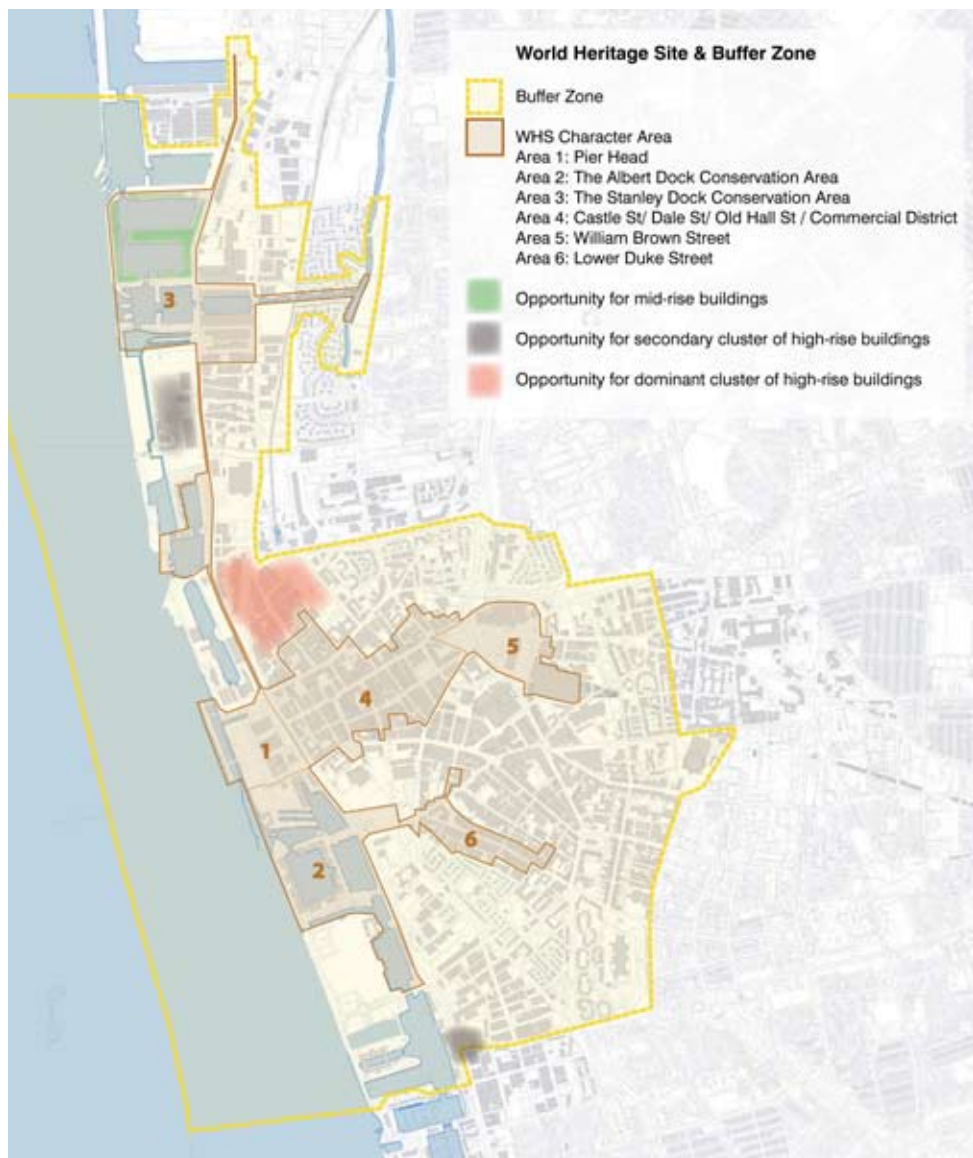 World Heritage Site & Buffer Zone
Buffer Zone
WHS Character Area
Area 1: Pier Head
Area 2: The Albert Dock Conservation Area
Area 3: The Stanley Dock Conservation Area
Area 4: Castle St/ Dale St/ Old Hall St / Commercial District
Area 5: William Brown Street
Area 6: Lower Duke Street
Opportunity for mid-rise buildings
Opportunity for secondary cluster of high-rise buildings
Opportunity for dominant cluster of high-rise buildings
3
5
4
1
6
2